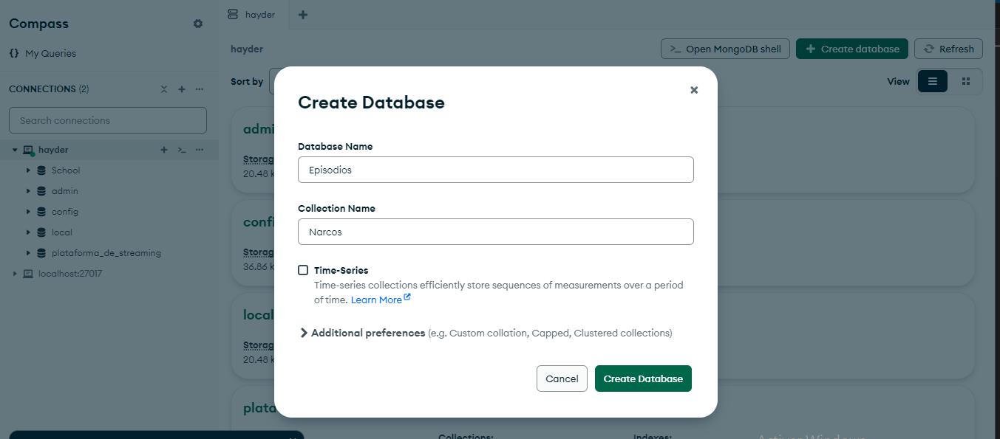 Compass
My Queries
CONNECTIONS (2)
Search connections
hayder
School
admin
config
local
plataforma_de_streaming
localhost:27017
hayder
hayder
>_ Open MongoDB shell
Create database
Refresh
Sort by
View
admi
Storag
20.48 k
confi
Storag
36.86 k
local
Storag
20.48 k
plata
Collections:
Indexes:
Activer Windows
Create Database
Database Name
Episodios
Collection Name
Narcos
Time-Series
Time-series collections efficiently store sequences of measurements over a period
of time. Learn More
Additional preferences (e.g. Custom collation, Capped, Clustered collections)
Cancel
Create Database